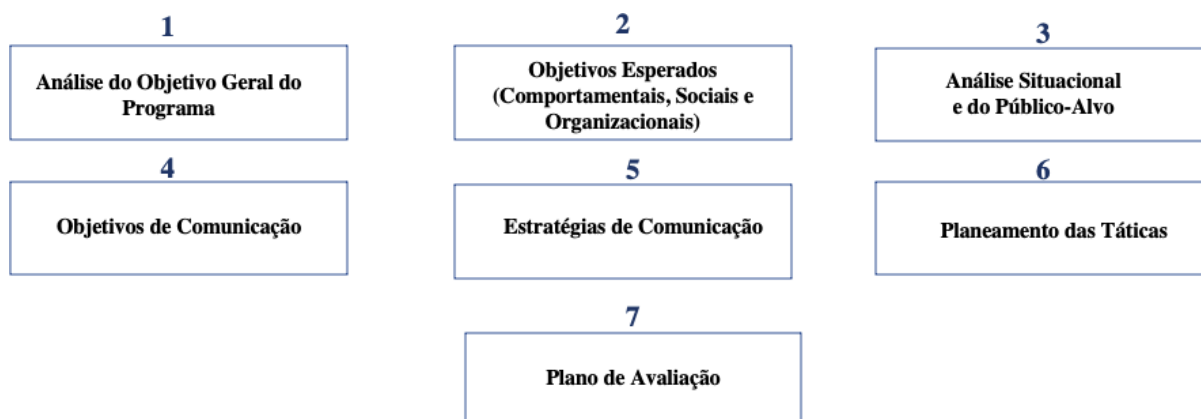 1
Análise do Objetivo Geral do
Programa
2
Objetivos Esperados
(Comportamentais, Sociais e
Organizacionais)
3
Análise Situacional
e do Público-Alvo
4
Objetivos de Comunicação
5
Estratégias de Comunicação
6
Planeamento das Táticas
7
Plano de Avaliação